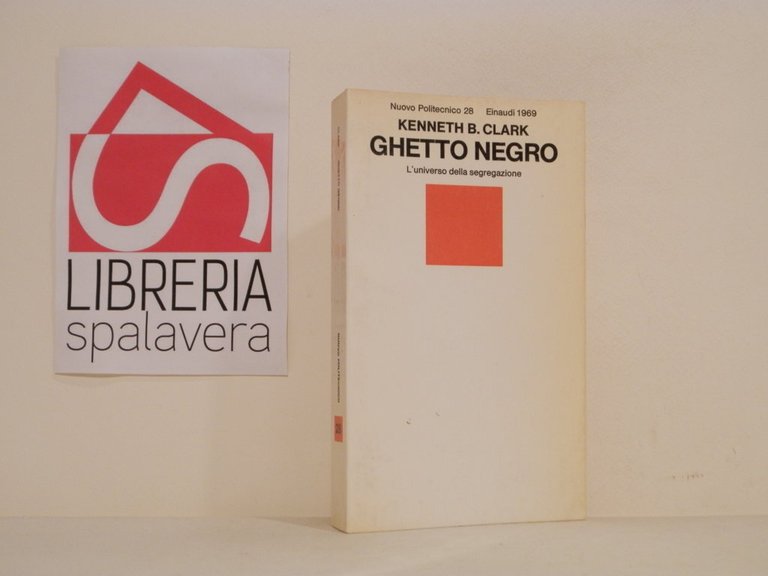 LIBRERIA
spalavera
Nuovo Politecnico 28 Einaudi 1969
KENNETH B. CLARK
GHETTO NEGRO
L'universo della segregazione